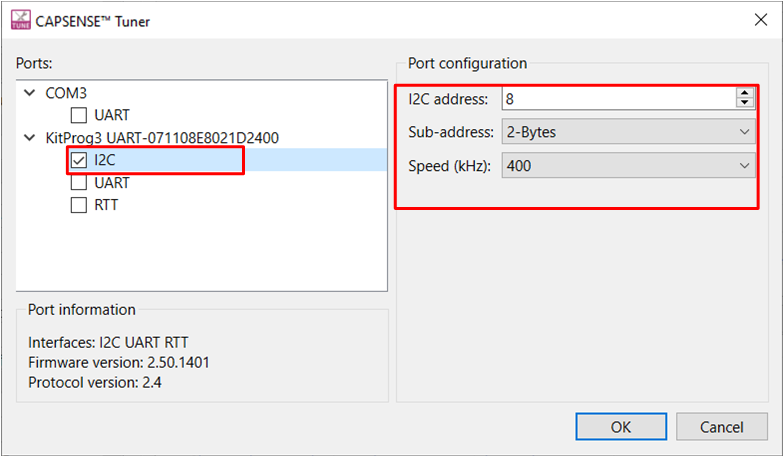 TUNE
CAPSENSE™ Tuner
Ports:
COM3
UART
KitProg3 UART-071108E8021D2400
I2C
UART
RTT
Port information
Interfaces: I2C UART RTT
Firmware version: 2.50.1401
Protocol version: 2.4
Port configuration
I2C address: 8
Sub-address: 2-Bytes
Speed (kHz): 400
OK Cancel